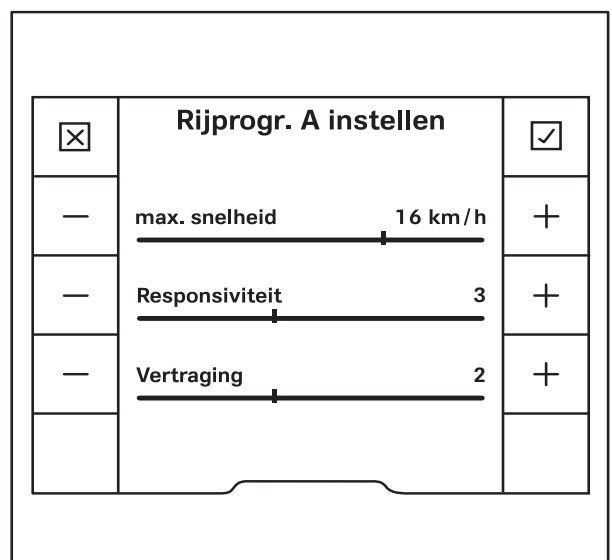 Rijprogr. A instellen
max. snelheid 16 km/h
Responsiviteit 3
Vertraging 2